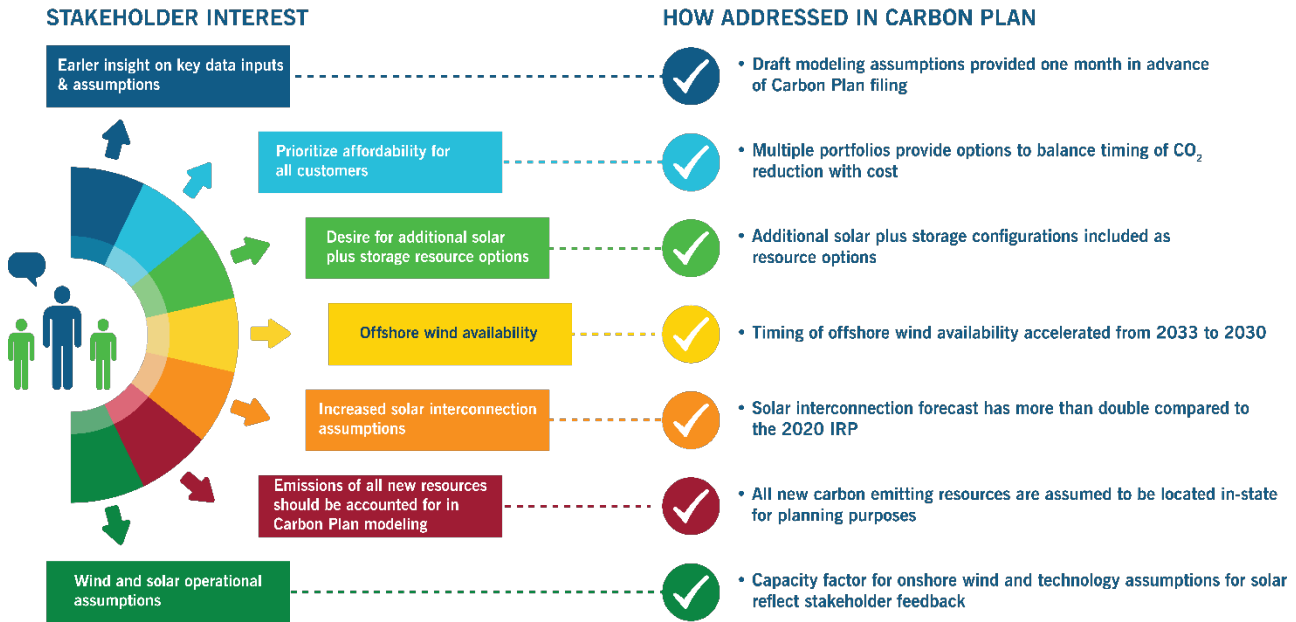 STAKEHOLDER INTEREST
HOW ADDRESSED IN CARBON PLAN
Earler insight on key data inputs
& assumptions
• Draft modeling assumptions provided one month in advance
of Carbon Plan filing
Prioritize affordability for
all customers
• Multiple portfolios provide options to balance timing of CO₂
reduction with cost
Desire for additional solar
plus storage resource options
• Additional solar plus storage configurations included as
resource options
Offshore wind availability
• Timing of offshore wind availability accelerated from 2033 to 2030
Increased solar interconnection
assumptions
• Solar interconnection forecast has more than double compared to
the 2020 IRP
Emissions of all new resources
should be accounted for in
Carbon Plan modeling
• All new carbon emitting resources are assumed to be located in-state
for planning purposes
Wind and solar operational
assumptions
• Capacity factor for onshore wind and technology assumptions for solar
reflect stakeholder feedback